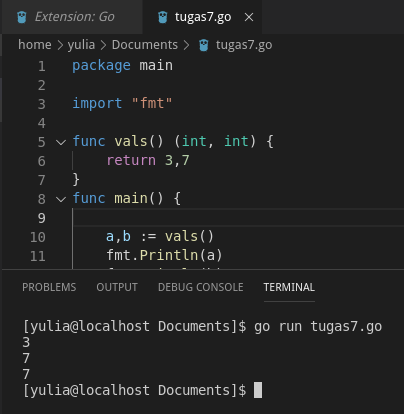 Extension: Go
tugas7.go
home > yulia > Documents > tugas7.go
1 package main
2
3 import "fmt"
4
5 func vals() (int, int) {
6 return 3,7
7 }
8 func main() {
9
10 a,b := vals()
11 fmt.Println(a)
PROBLEMS OUTPUT DEBUG CONSOLE TERMINAL
[yulia@localhost Documents]$ go run tugas7.go
3
7
7
[yulia@localhost Documents]$